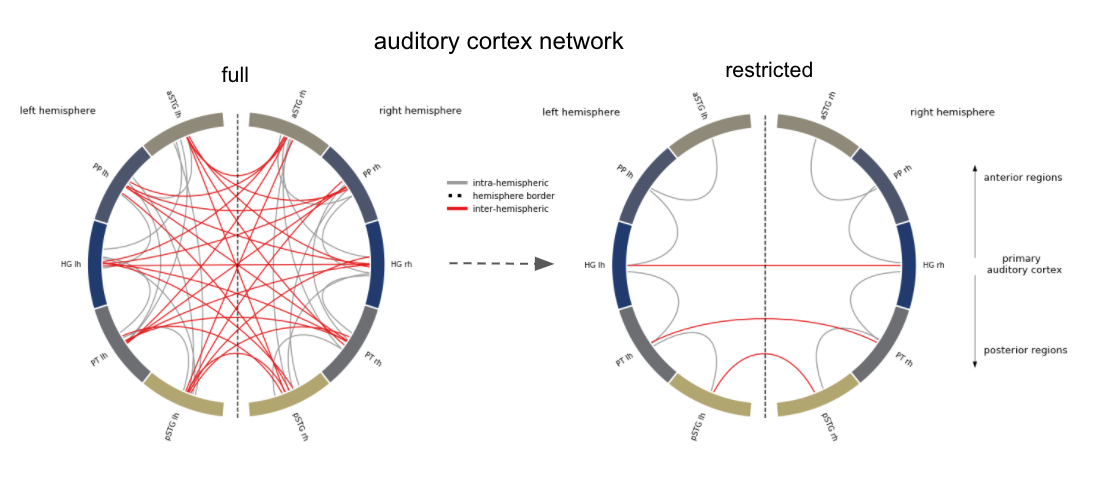 auditory cortex network
full
restricted
left hemisphere
right hemisphere
aSTG lh
aSTG rh
PP lh
PP rh
HG lh
HG rh
PT lh
PT rh
pSTG lh
pSTG rh
intra-hemispheric
hemisphere border
inter-hemispheric
left hemisphere
right hemisphere
aSTG lh
aSTG rh
PP lh
PP rh
HG lh
HG rh
PT lh
PT rh
pSTG lh
pSTG rh
anterior regions
primary
auditory cortex
posterior regions